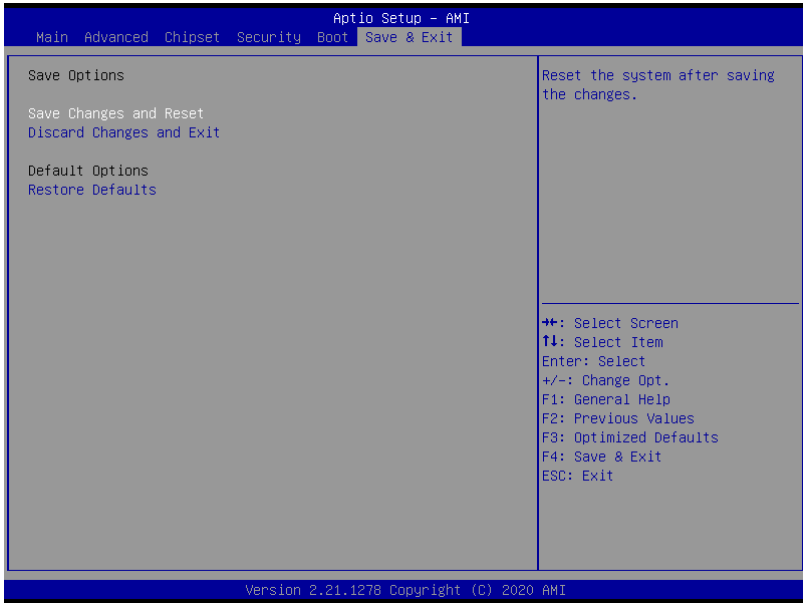 Aptio Setup – AMI
Main Advanced Chipset Security Boot Save & Exit
Save Options
Save Changes and Reset
Discard Changes and Exit
Default Options
Restore Defaults
Reset the system after saving
the changes.
→←: Select Screen
↑↓: Select Item
Enter: Select
+/-: Change Opt.
F1: General Help
F2: Previous Values
F3: Optimized Defaults
F4: Save & Exit
ESC: Exit
Version 2.21.1278 Copyright (C) 2020 AMI